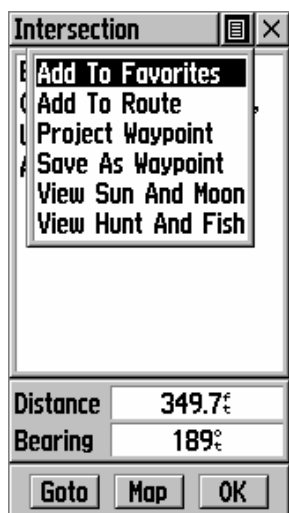 Intersection
Add To Favorites
Add To Route
Project Waypoint
Save As Waypoint
View Sun And Moon
View Hunt And Fish
Distance 349.7ft
Bearing 189°t
Goto Map OK